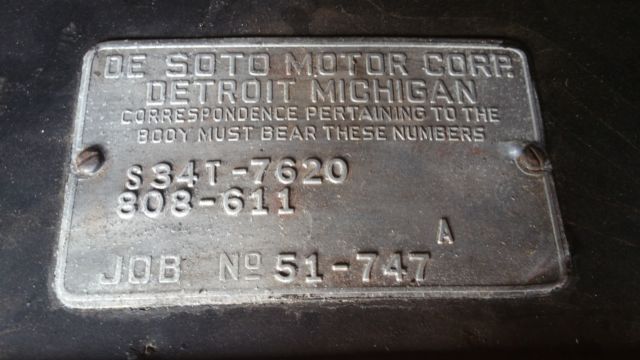 DE SOTO MOTOR CORP.
DETROIT MICHIGAN
CORRESPONDENCE PERTAINING TO THE
BODY MUST BEAR THESE NUMBERS
S34T-7620
808-611
A
JOB Nº 51-747